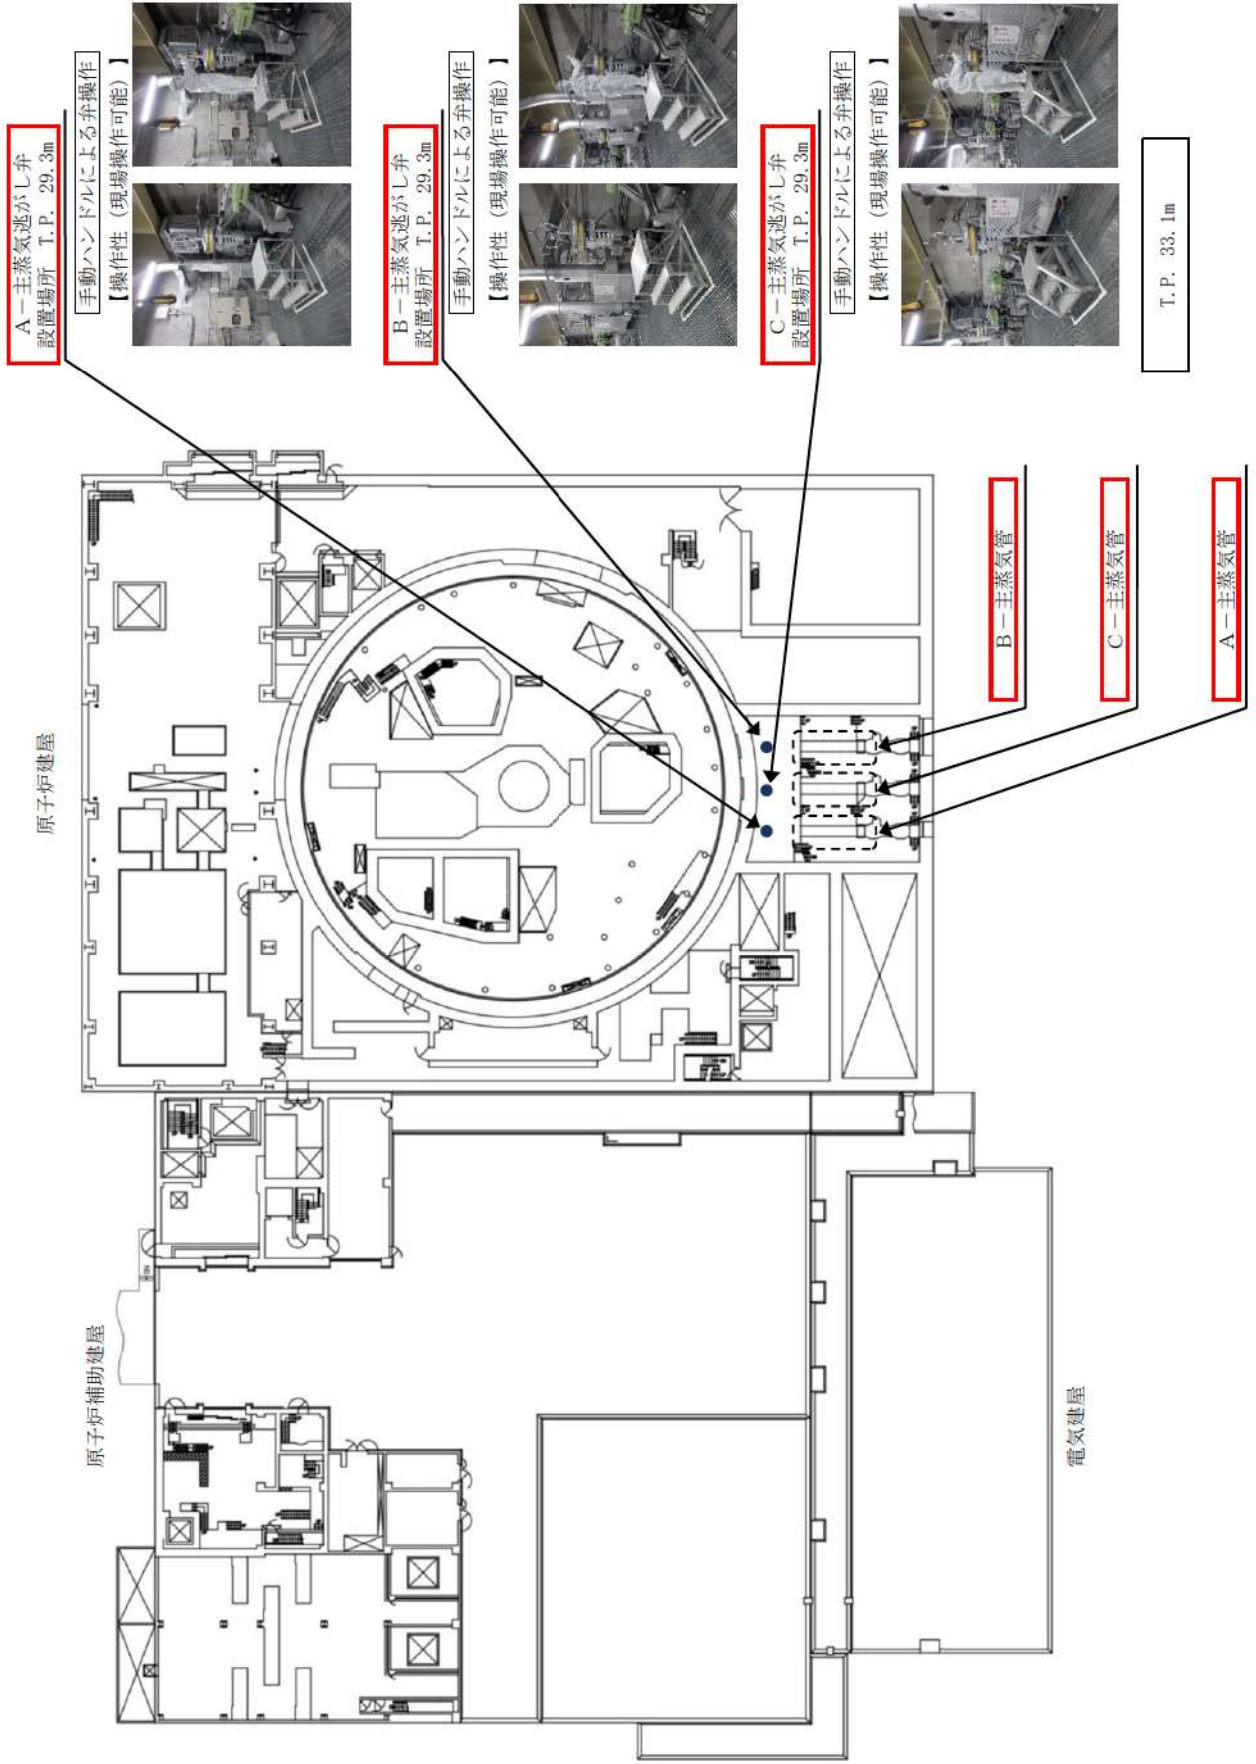 A－主蒸気逃がし弁
設置場所 T.P. 29.3m
手動ハンドルによる弁操作
【操作性（現場操作可能）】
B－主蒸気逃がし弁
設置場所 T.P. 29.3m
手動ハンドルによる弁操作
【操作性（現場操作可能）】
C－主蒸気逃がし弁
設置場所 T.P. 29.3m
手動ハンドルによる弁操作
【操作性（現場操作可能）】
T.P. 33.1m
原子炉建屋
B－主蒸気管
C－主蒸気管
A－主蒸気管
原子炉補助建屋
電気建屋